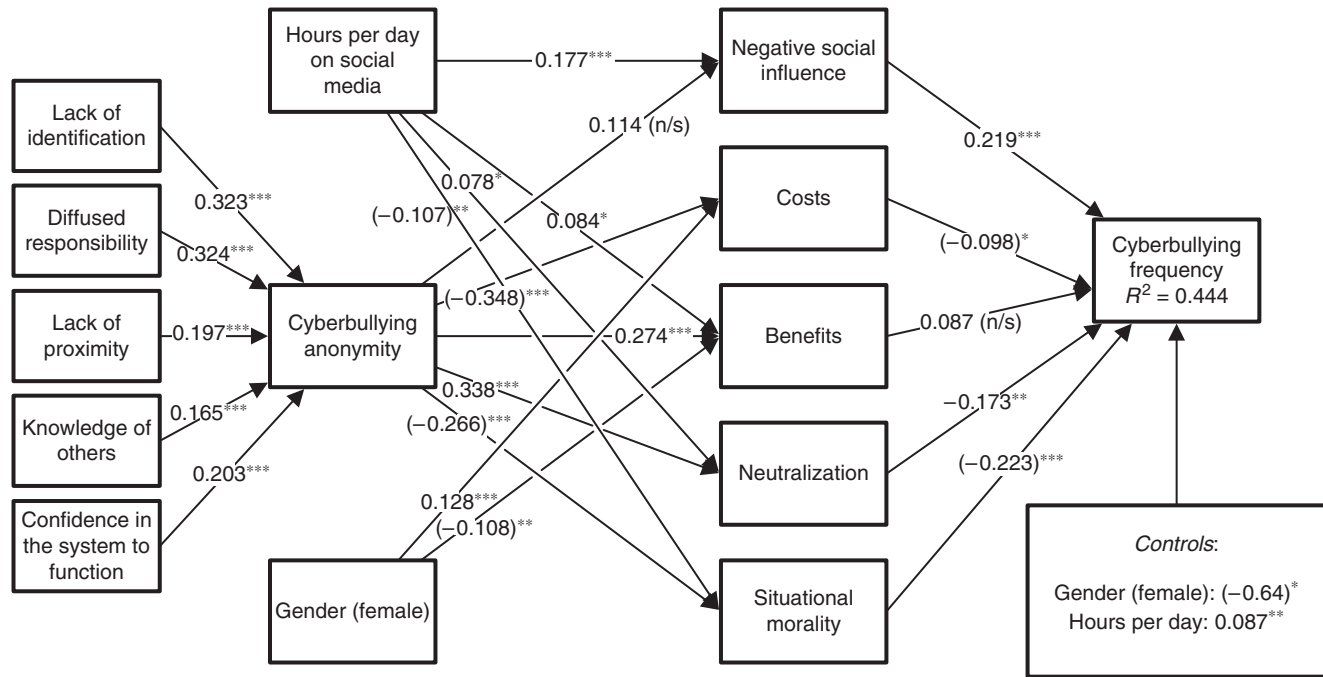 Hours per day
on social
media
Negative social
influence
Lack of
identification
Diffused
responsibility
Lack of
proximity
Knowledge of
others
Confidence in
the system to
function
Cyberbullying
anonymity
Gender (female)
Costs
Benefits
Neutralization
Situational
morality
Cyberbullying
frequency
R² = 0.444
Controls:
Gender (female): (−0.64)*
Hours per day: 0.087**
0.323***
0.324***
0.197***
0.165***
0.203***
0.177***
0.114 (n/s)
0.078*
(−0.107)**
0.084*
(−0.348)***
0.274***
0.338***
(−0.266)***
0.128***
(−0.108)**
0.219***
(−0.098)*
0.087 (n/s)
−0.173**
(−0.223)***